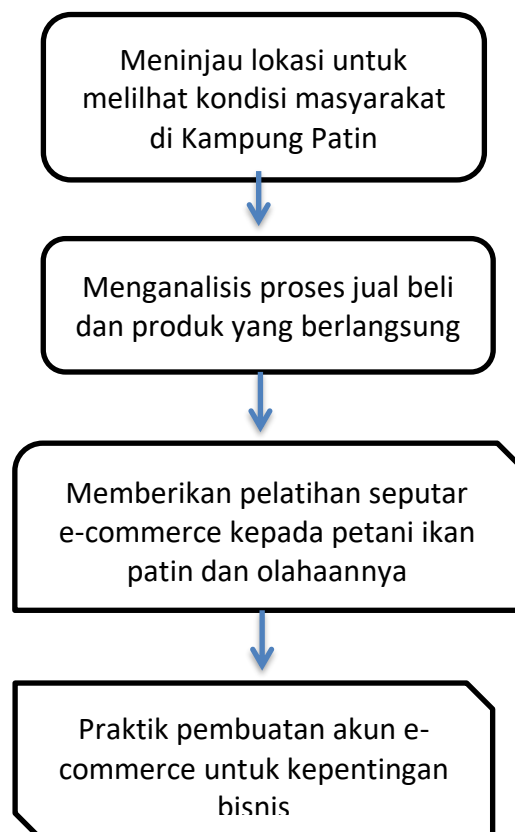 Meninjau lokasi untuk
melilhat kondisi masyarakat
di Kampung Patin
Menganalisis proses jual beli
dan produk yang berlangsung
Memberikan pelatihan seputar
e-commerce kepada petani ikan
patin dan olahaannya
Praktik pembuatan akun e-
commerce untuk kepentingan
bisnis